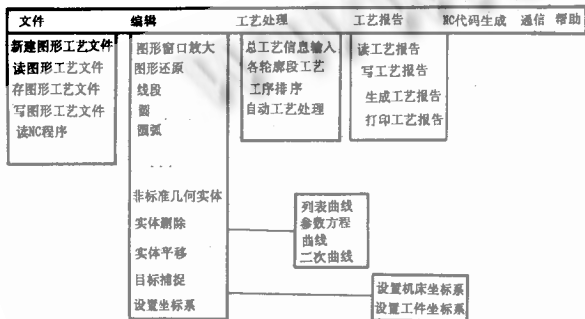 文件 编辑 工艺处理 工艺报告 NC代码生成 通信 帮助
新建图形工艺文件
读图形工艺文件
存图形工艺文件
写图形工艺文件
读NC程序
图形窗口放大
图形还原
线段
圆
圆弧
...
非标准几何实体
实体删除
实体平移
目标捕捉
设置坐标系
总工艺信息输入
各轮廓段工艺
工序排序
自动工艺处理
读工艺报告
写工艺报告
生成工艺报告
打印工艺报告
列表曲线
参数方程
曲线
二次曲线
设置机床坐标系
设置工件坐标系